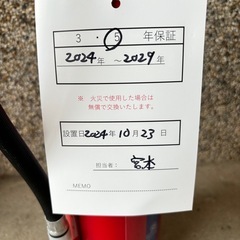 3・5 年保証
2024年 ～2029年
※ 火災で使用した場合は
無償で交換いたします。
設置日2024年10月23日
担当者： 宮本
MEMO